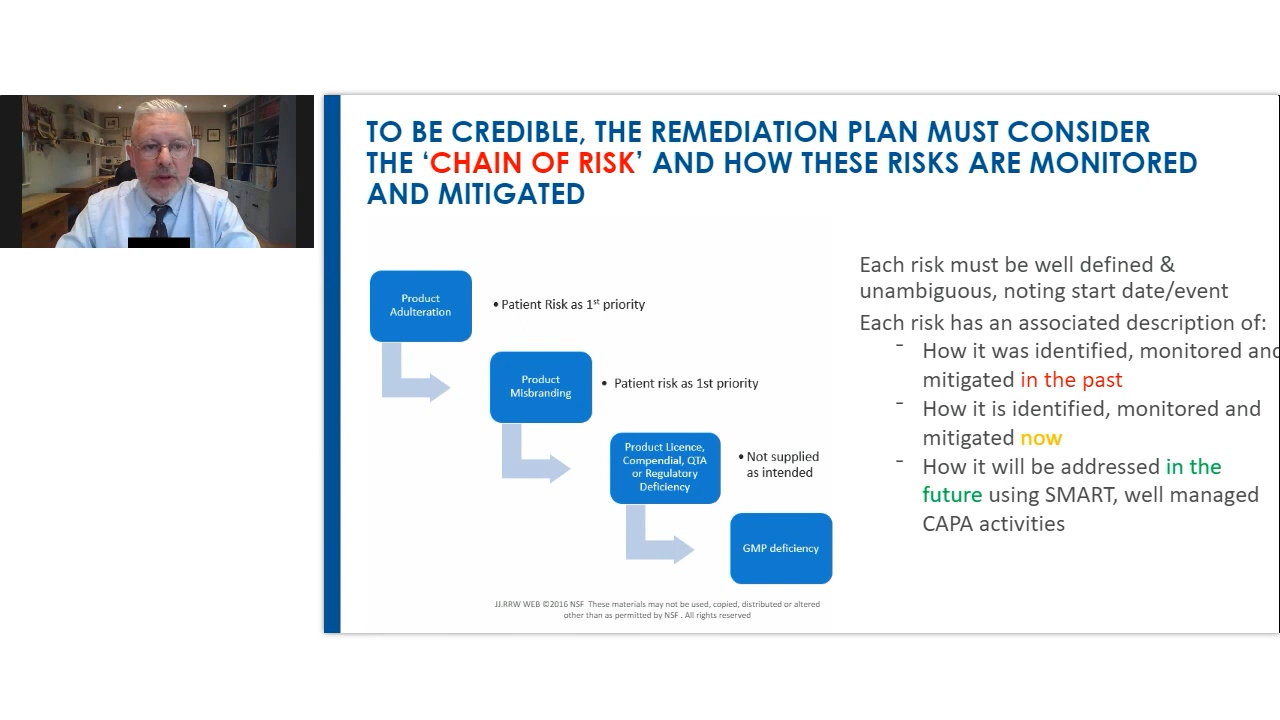 TO BE CREDIBLE, THE REMEDIATION PLAN MUST CONSIDER
THE ‘CHAIN OF RISK’ AND HOW THESE RISKS ARE MONITORED
AND MITIGATED
Product
Adulteration
• Patient Risk as 1st priority
Product
Misbranding
• Patient risk as 1st priority
Product Licence,
Compendial, QTA
or Regulatory
Deficiency
• Not supplied
as intended
GMP deficiency
Each risk must be well defined &
unambiguous, noting start date/event
Each risk has an associated description of:
- How it was identified, monitored and
mitigated in the past
- How it is identified, monitored and
mitigated now
- How it will be addressed in the
future using SMART, well managed
CAPA activities
JJ.RRW WEB ©2016 NSF These materials may not be used, copied, distributed or altered
other than as permitted by NSF . All rights reserved